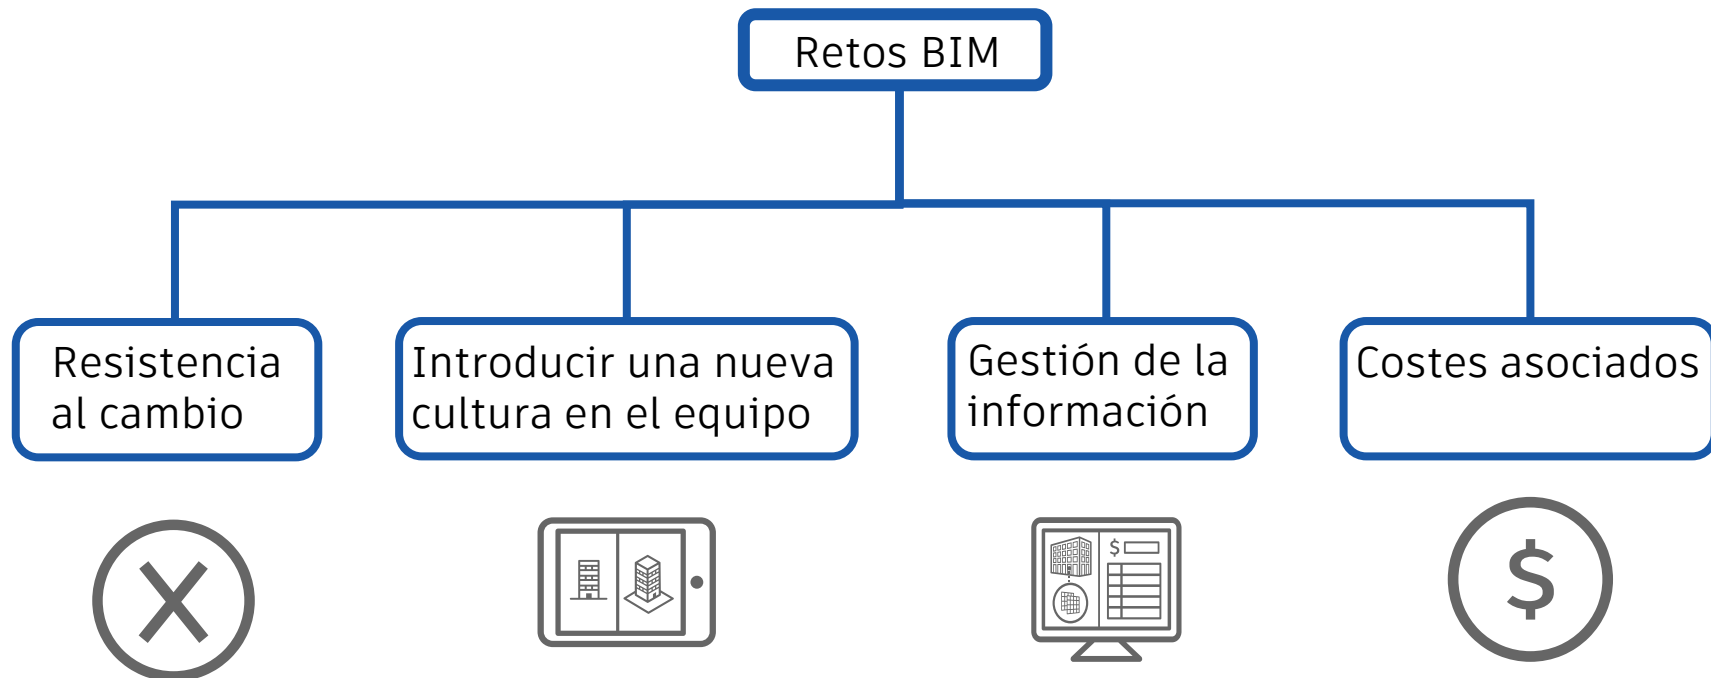 Retos BIM
Resistencia
al cambio
Introducir una nueva
cultura en el equipo
Gestión de la
información
Costes asociados
X
$
$